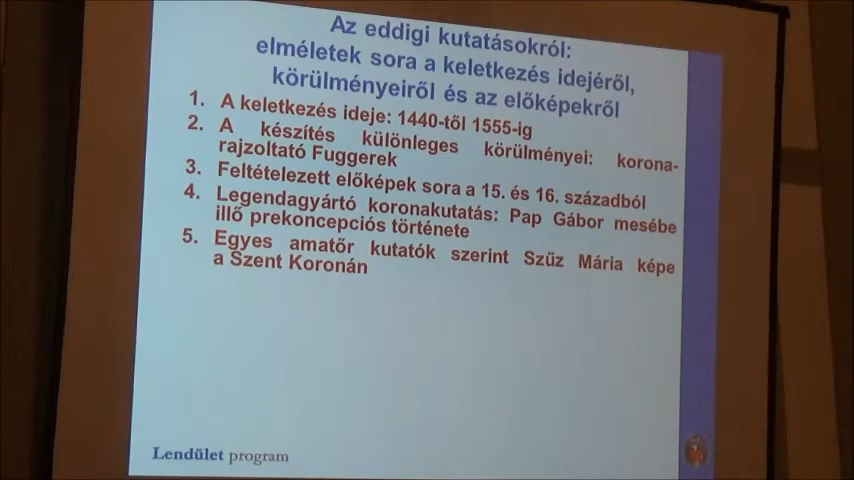 Az eddigi kutatásokról:
elméletek sora a keletkezés idejéről,
körülményeiről és az előképekről
1. A keletkezés ideje: 1440-től 1555-ig
2. A készítés különleges körülményei: korona-
rajzoltató Fuggerek
3. Feltételezett előképek sora a 15. és 16. századból
4. Legendagyártó koronakutatás: Pap Gábor mesébe
illő prekoncepciós története
5. Egyes amatőr kutatók szerint Szűz Mária képe
a Szent Koronán
Lendület program